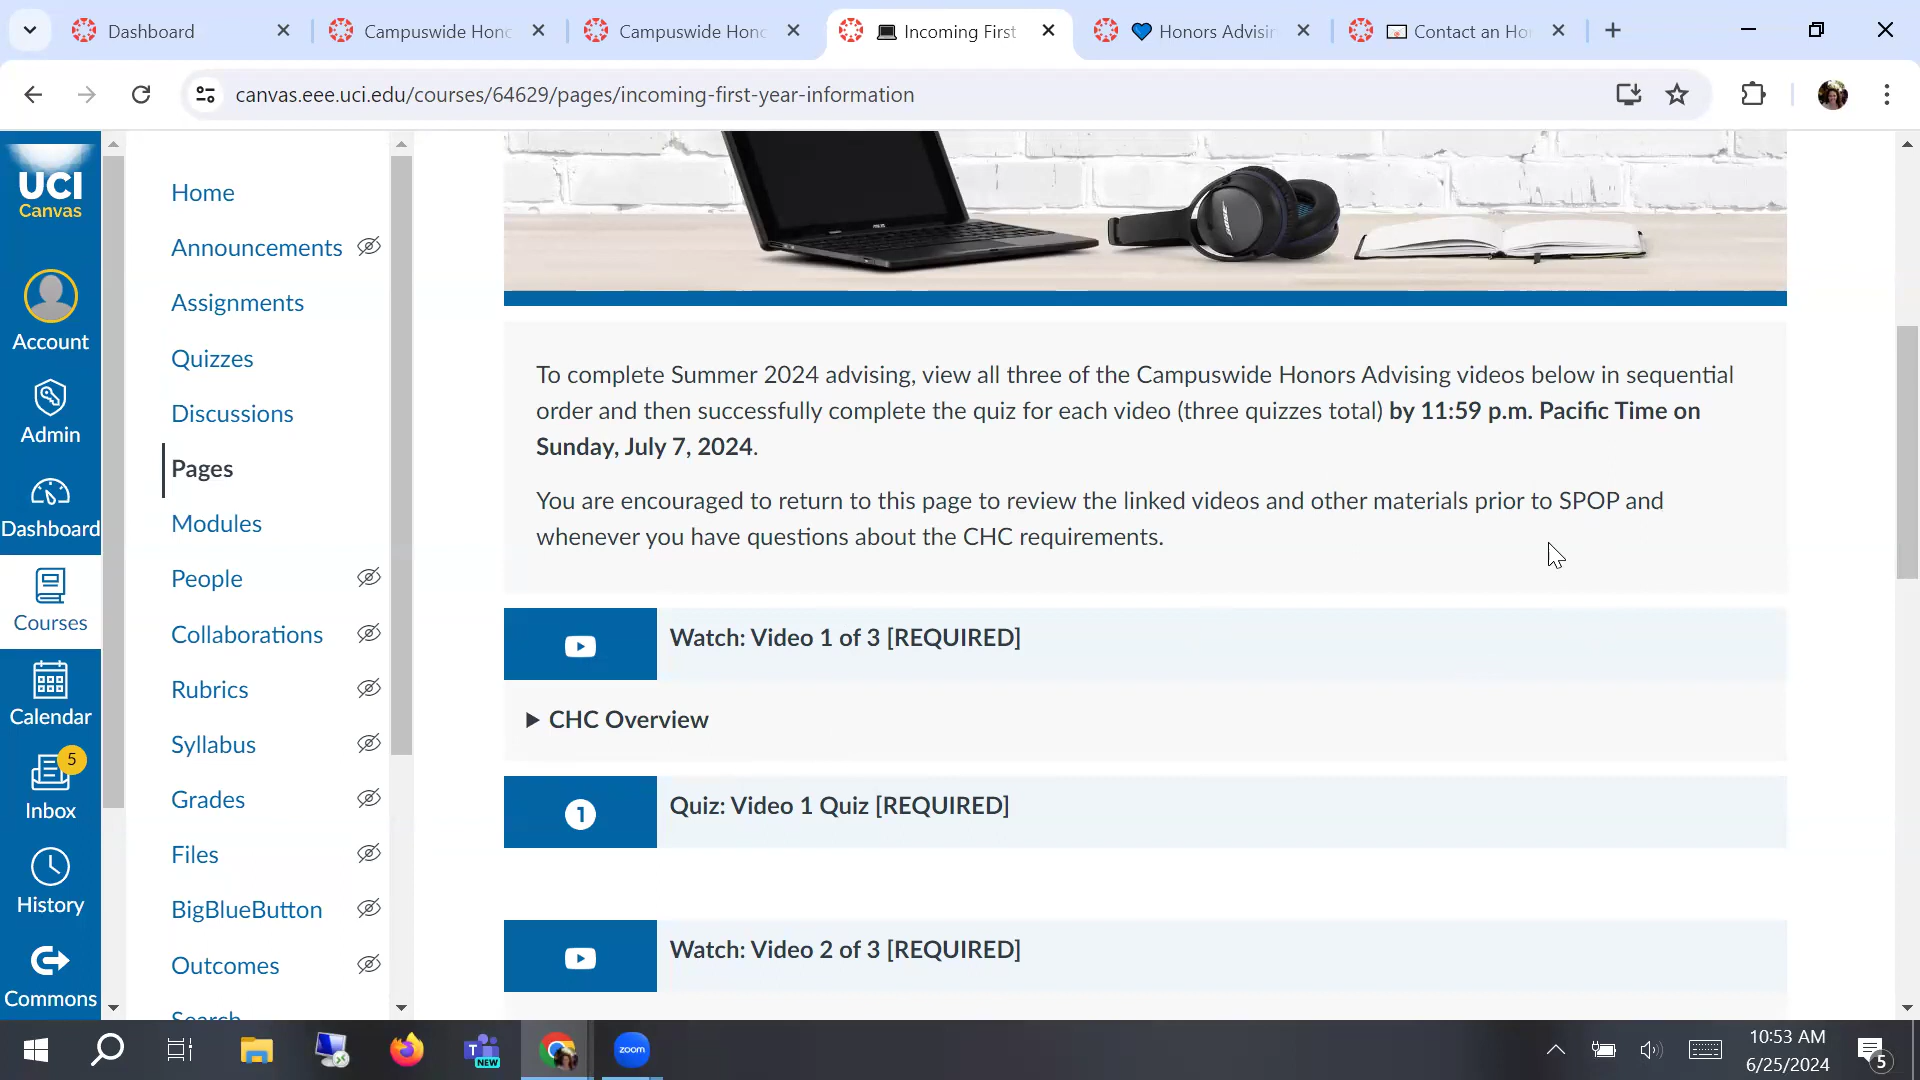 Dashboard
Campuswide Hono
Campuswide Hono
Incoming First
Honors Advisin
Contact an Ho
canvas.eee.uci.edu/courses/64629/pages/incoming-first-year-information
UCI
Canvas
Account
Admin
Dashboard
Courses
Calendar
5
Inbox
History
Commons
Home
Announcements
Assignments
Quizzes
Discussions
Pages
Modules
People
Collaborations
Rubrics
Syllabus
Grades
Files
BigBlueButton
Outcomes
Search
BOSE
To complete Summer 2024 advising, view all three of the Campuswide Honors Advising videos below in sequential
order and then successfully complete the quiz for each video (three quizzes total) by 11:59 p.m. Pacific Time on
Sunday, July 7, 2024.
You are encouraged to return to this page to review the linked videos and other materials prior to SPOP and
whenever you have questions about the CHC requirements.
Watch: Video 1 of 3 [REQUIRED]
CHC Overview
1
Quiz: Video 1 Quiz [REQUIRED]
Watch: Video 2 of 3 [REQUIRED]
NEW
zoom
10:53 AM
6/25/2024
5